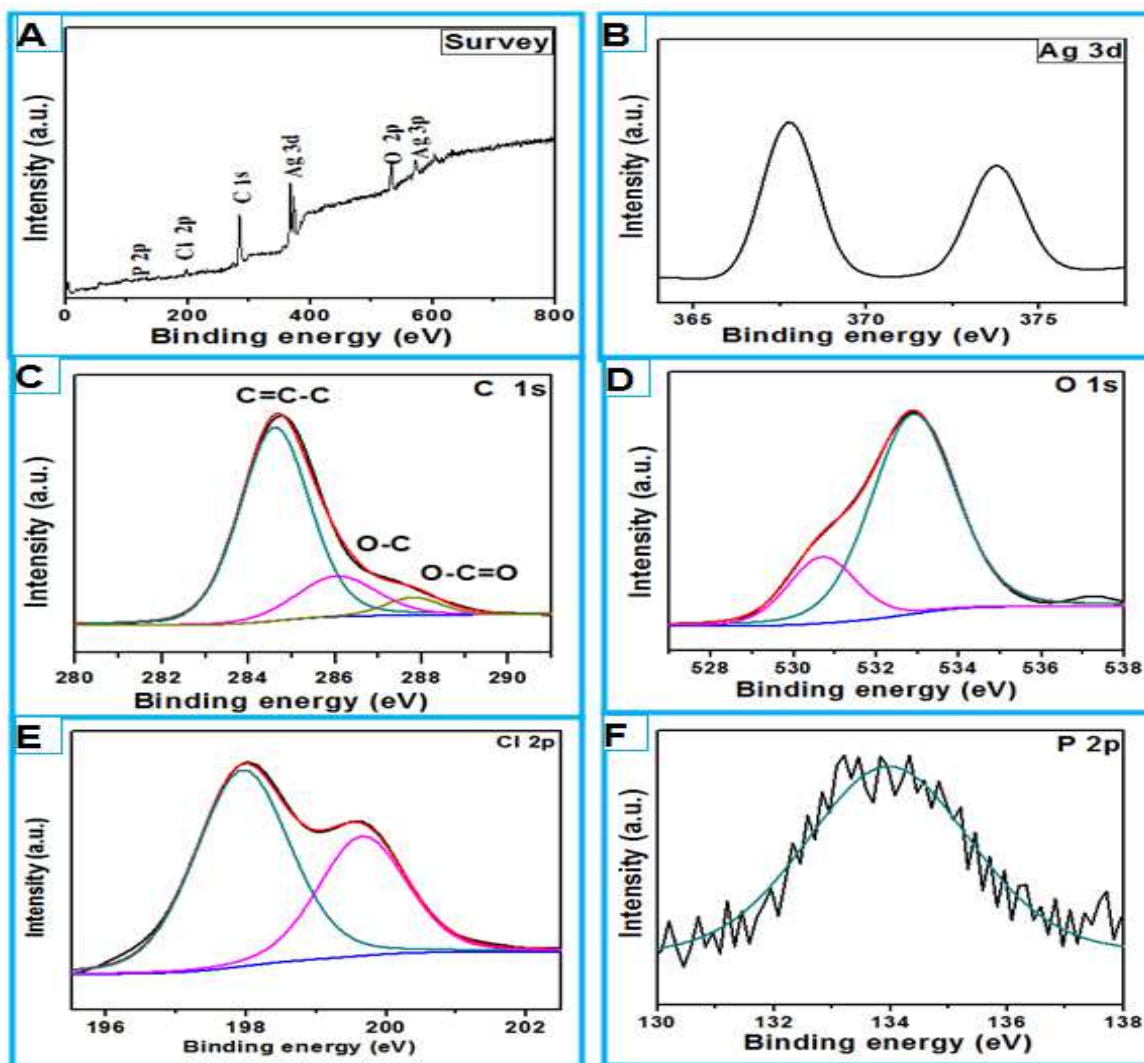 A
Survey
Intensity (a.u.)
P 2p
Cl 2p
C 1s
Ag 3d
O 2p
Ag 3p
0 200 400 600 800
Binding energy (eV)
B
Ag 3d
Intensity (a.u.)
365 370 375
Binding energy (eV)
C
C 1s
C=C-C
O-C
O-C=O
Intensity (a.u.)
280 282 284 286 288 290
Binding energy (eV)
D
O 1s
Intensity (a.u.)
528 530 532 534 536 538
Binding energy (eV)
E
Cl 2p
Intensity (a.u.)
196 198 200 202
Binding energy (eV)
F
P 2p
Intensity (a.u.)
130 132 134 136 138
Binding energy (eV)